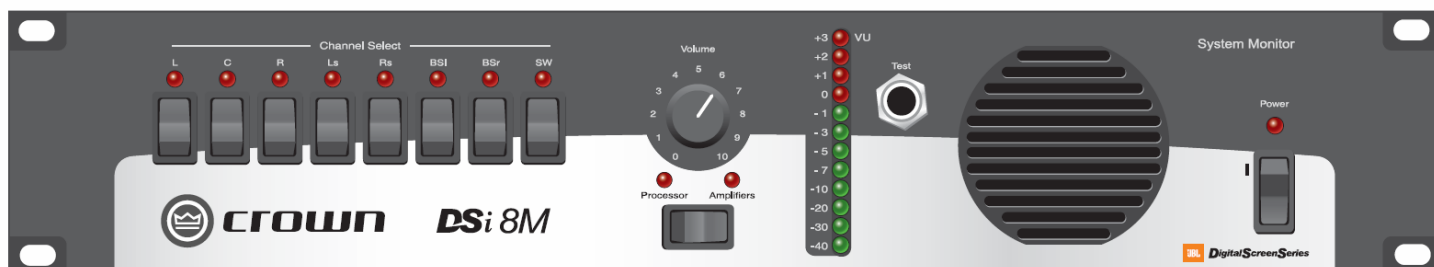 Channel Select
L C R Ls Rs BSl BSr SW
Volume
0 1 2 3 4 5 6 7 8 9 10
Processor Amplifiers
+3 VU
+2
+1
0
- 1
- 3
- 5
- 7
-10
-20
-30
-40
Test
System Monitor
Power
I
crown
DSi 8M
JBL DigitalScreenSeries